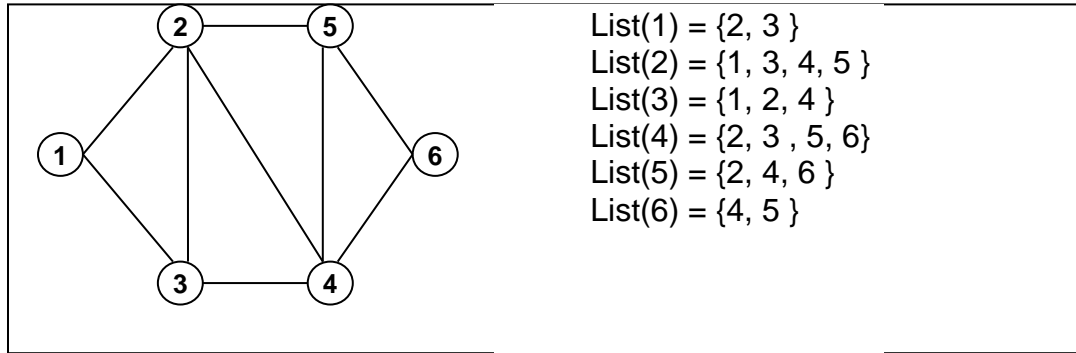 2 5
1 6
3 4
List(1) = {2, 3 }
List(2) = {1, 3, 4, 5 }
List(3) = {1, 2, 4 }
List(4) = {2, 3 , 5, 6}
List(5) = {2, 4, 6 }
List(6) = {4, 5 }